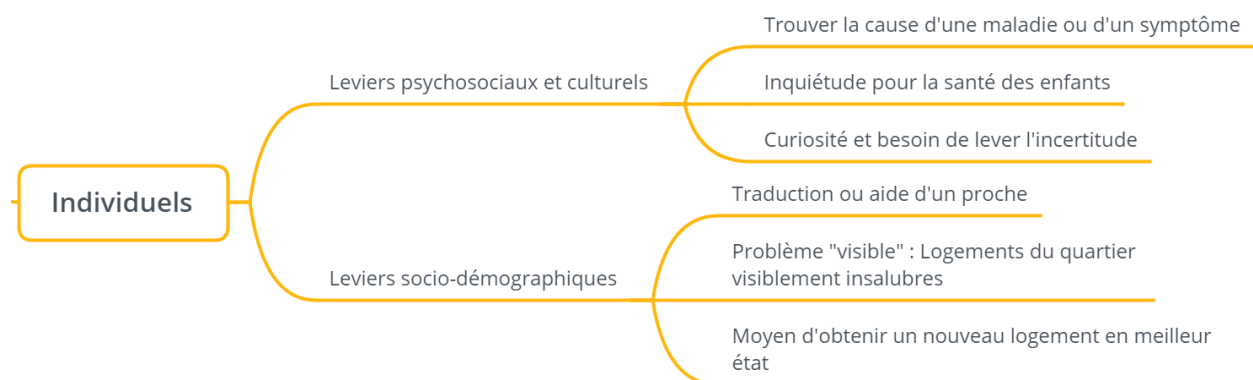 Individuels
Leviers psychosociaux et culturels
Trouver la cause d'une maladie ou d'un symptôme
Inquiétude pour la santé des enfants
Curiosité et besoin de lever l'incertitude
Leviers socio-démographiques
Traduction ou aide d'un proche
Problème "visible" : Logements du quartier
visiblement insalubres
Moyen d'obtenir un nouveau logement en meilleur
état